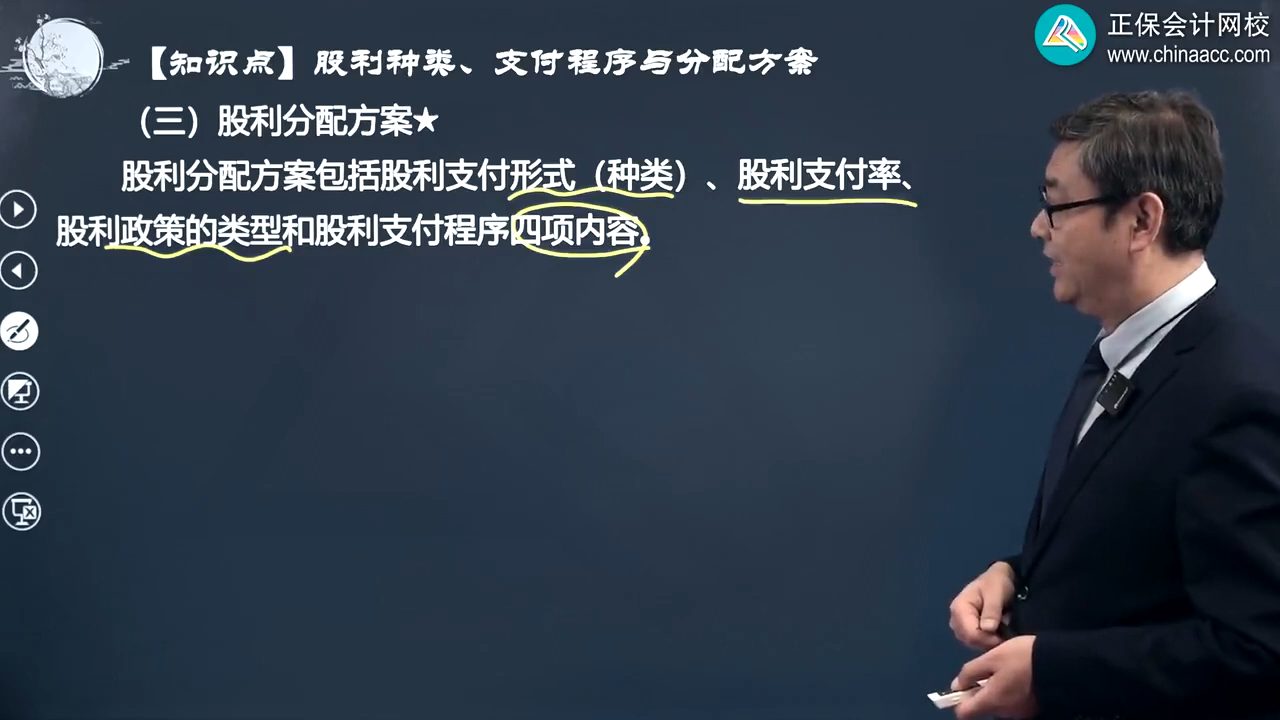 正保会计网校
www.chinaacc.com
【知识点】股利种类、支付程序与分配方案
（三）股利分配方案★
股利分配方案包括股利支付形式（种类）、股利支付率、
股利政策的类型和股利支付程序四项内容。